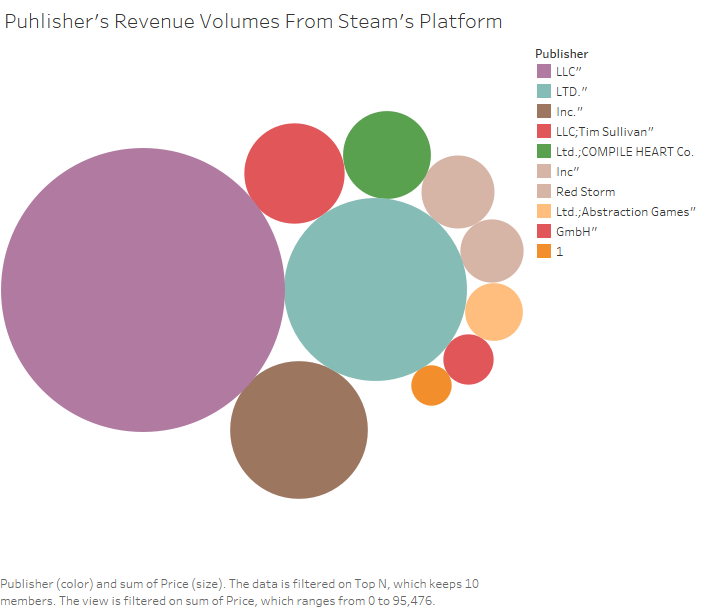 Puhlisher's Revenue Volumes From Steam's Platform
Publisher
LLC"
LTD."
Inc."
LLC;Tim Sullivan"
Ltd.;COMPILE HEART Co.
Inc"
Red Storm
Ltd.;Abstraction Games"
GmbH"
1
Publisher (color) and sum of Price (size). The data is filtered on Top N, which keeps 10
members. The view is filtered on sum of Price, which ranges from 0 to 95,476.